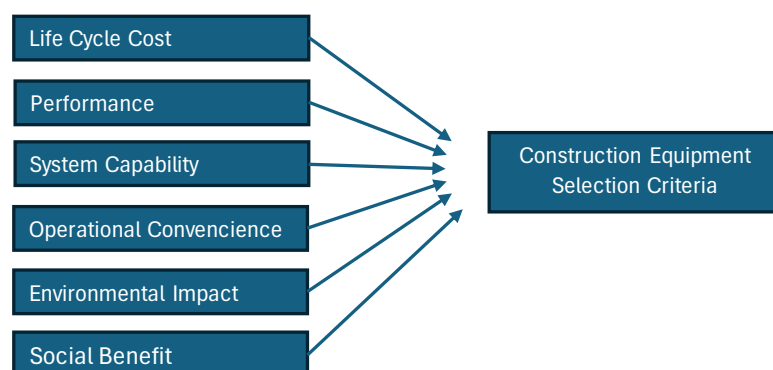 Life Cycle Cost
Performance
System Capability
Operational Convencience
Environmental Impact
Social Benefit
Construction Equipment
Selection Criteria